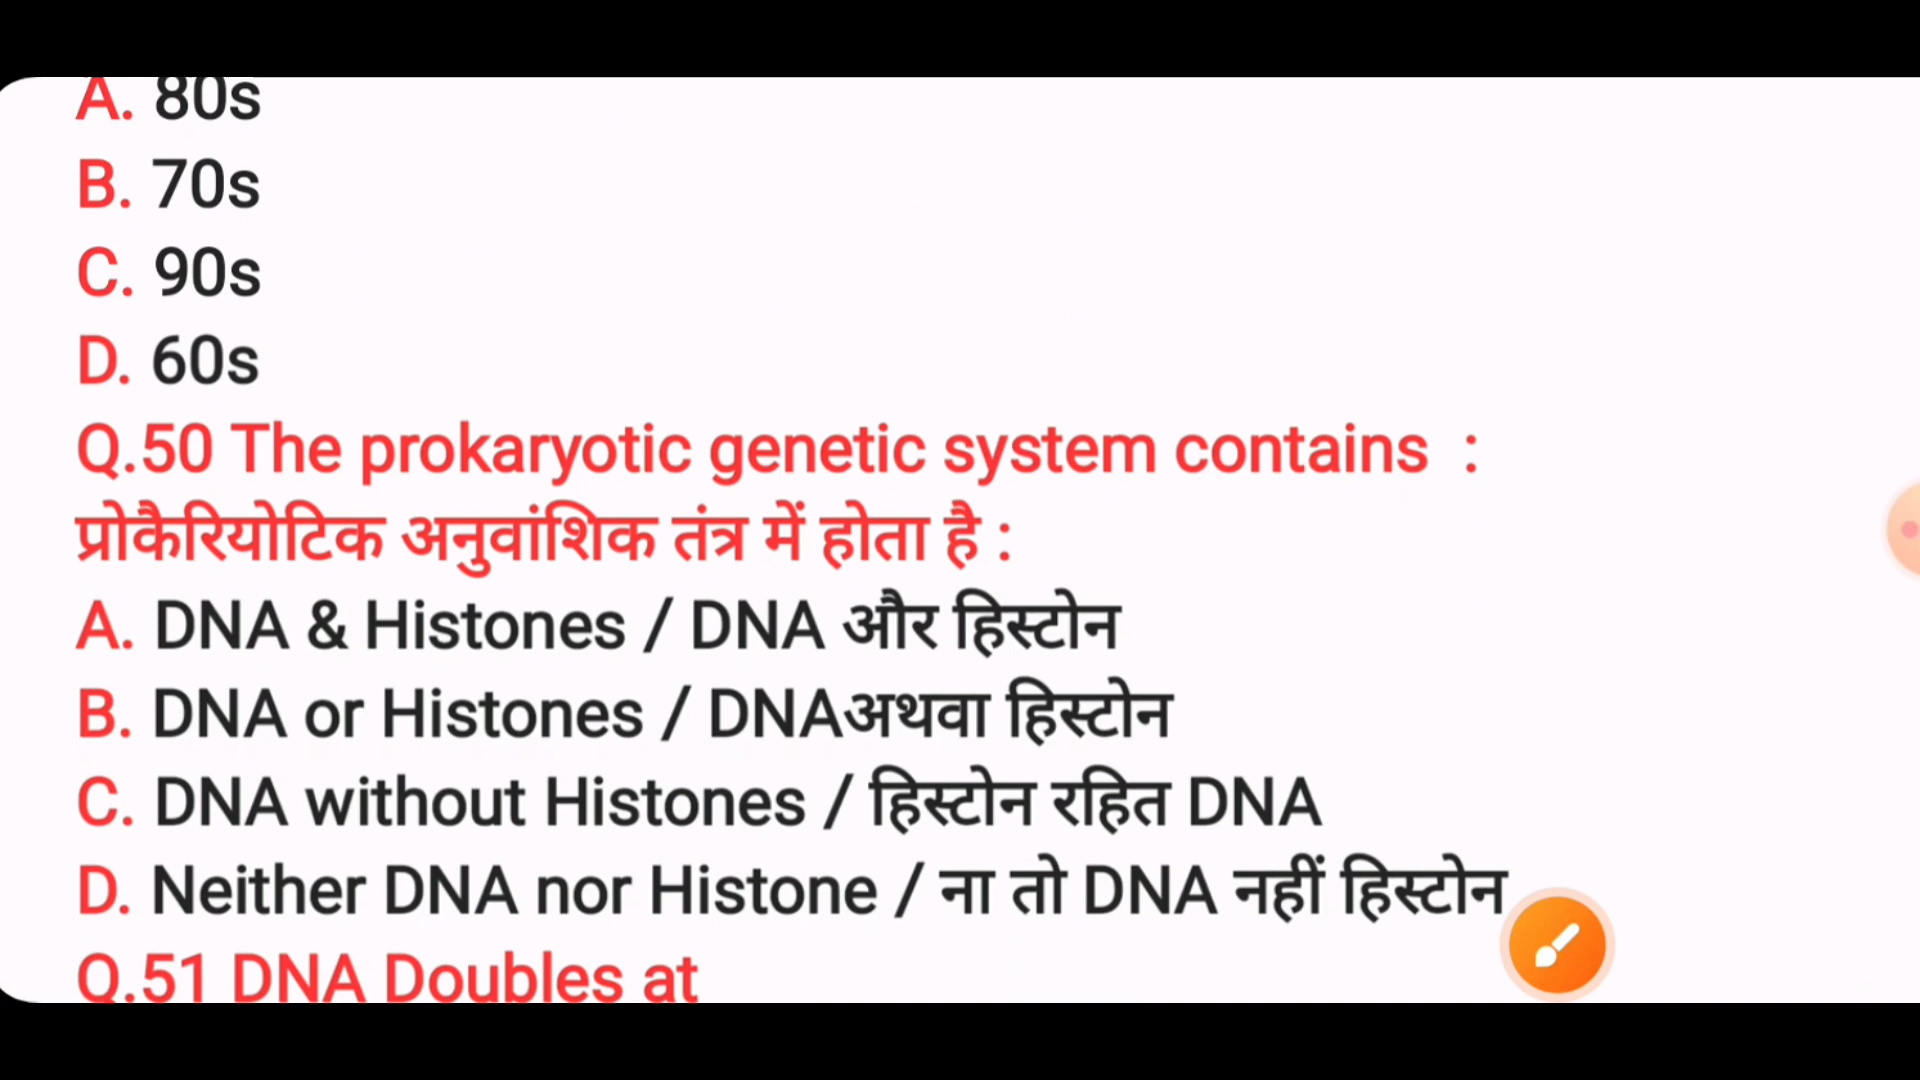 A. 80s
B. 70s
C. 90s
D. 60s
Q.50 The prokaryotic genetic system contains :
प्रोकैरियोटिक अनुवांशिक तंत्र में होता है :
A. DNA & Histones / DNA और हिस्टोन
B. DNA or Histones / DNAअथवा हिस्टोन
C. DNA without Histones / हिस्टोन रहित DNA
D. Neither DNA nor Histone / ना तो DNA नहीं हिस्टोन
Q.51 DNA Doubles at